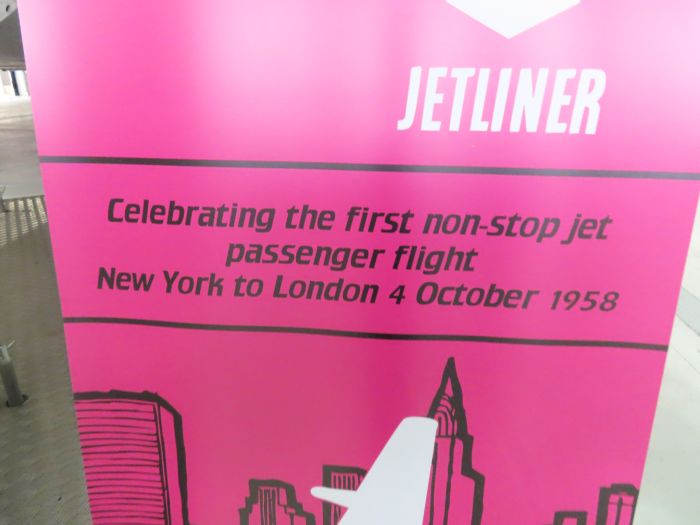 JETLINER
Celebrating the first non-stop jet
passenger flight
New York to London 4 October 1958